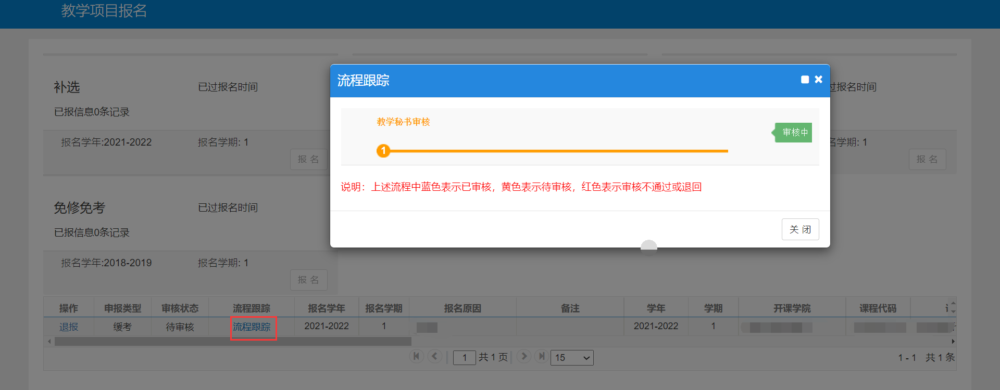 教学项目报名
补选
已过报名时间
过报名时间
已报信息0条记录
报名学年:2021-2022
报名学期: 1
名学期: 1
报 名
报 名
流程跟踪
教学秘书审核
审核中
1
说明：上述流程中蓝色表示已审核，黄色表示待审核，红色表示审核不通过或退回
关 闭
免修免考
已过报名时间
已报信息0条记录
报名学年:2018-2019
报名学期: 1
报 名
操作 申报类型 审核状态 流程跟踪 报名学年 报名学期 报名原因 备注 学年 学期 开课学院 课程代码
退报 缓考 待审核 流程跟踪 2021-2022 1 2021-2022 1
1 共 1 页 15 1 - 1 共 1 条